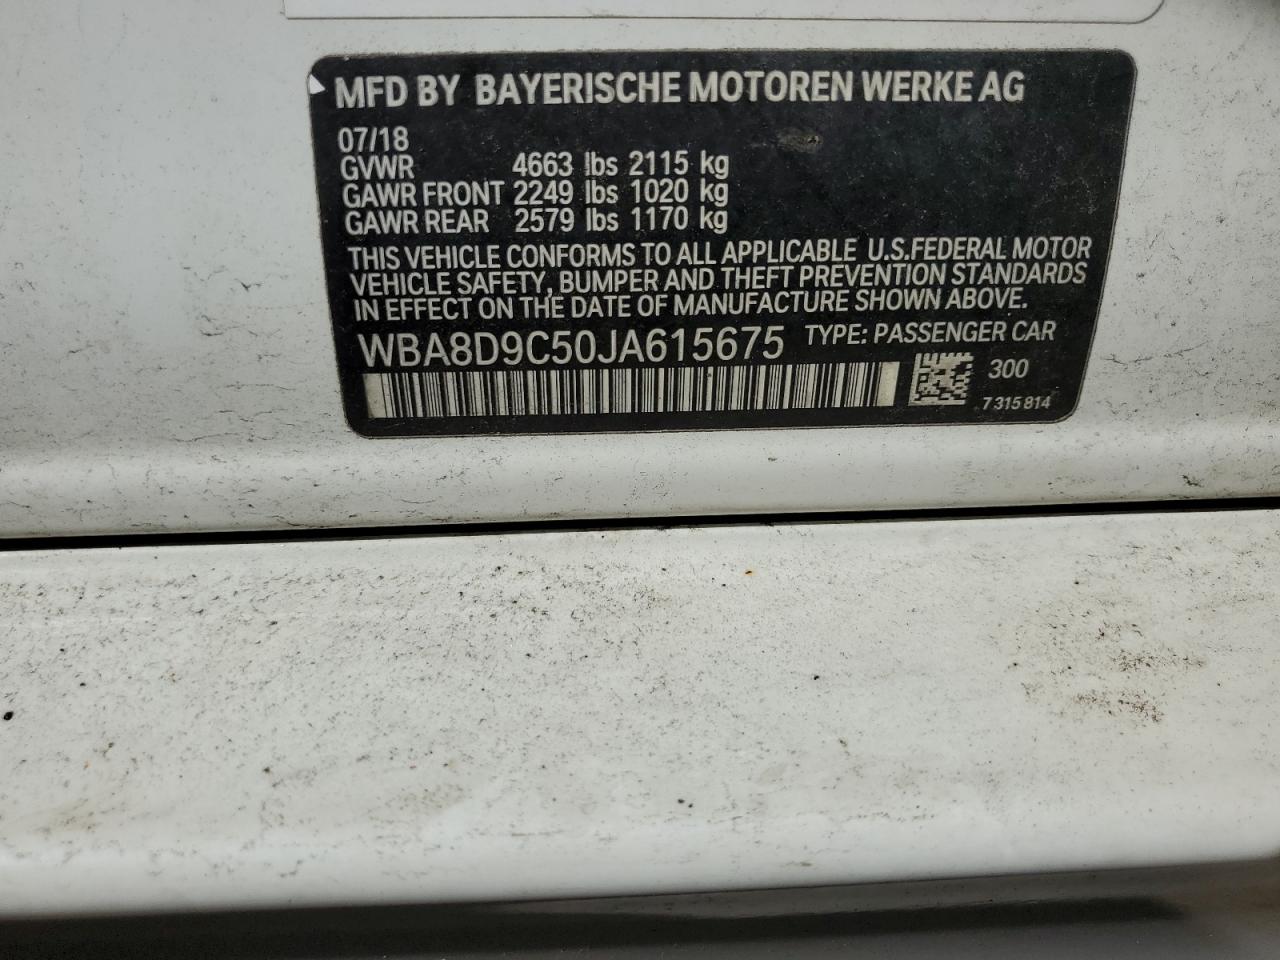 MFD BY BAYERISCHE MOTOREN WERKE AG
07/18
GVWR 4663 lbs 2115 kg
GAWR FRONT 2249 lbs 1020 kg
GAWR REAR 2579 lbs 1170 kg
THIS VEHICLE CONFORMS TO ALL APPLICABLE U.S.FEDERAL MOTOR
VEHICLE SAFETY, BUMPER AND THEFT PREVENTION STANDARDS
IN EFFECT ON THE DATE OF MANUFACTURE SHOWN ABOVE.
WBA8D9C50JA615675 TYPE: PASSENGER CAR
300
7 315 814